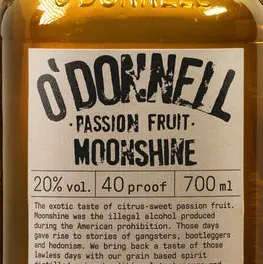 O'DONNELL
O'DONNELL
·PASSION FRUIT·
MOONSHINE
20% vol. 40 proof 700 ml
The exotic taste of citrus-sweet passion fruit.
Moonshine was the illegal alcohol produced
during the American prohibition. Those days
gave rise to stories of gangsters, bootleggers
and hedonism. We bring back a taste of those
lawless days with our grain based spirit